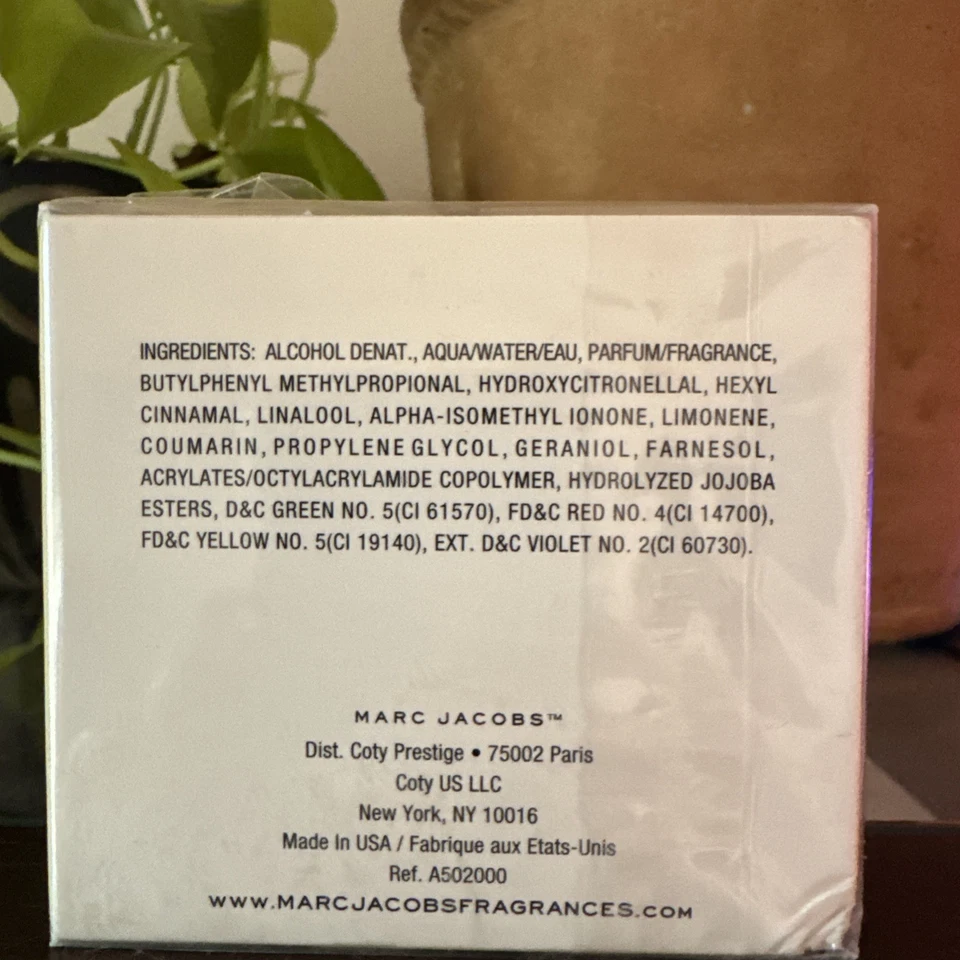 INGREDIENTS: ALCOHOL DENAT., AQUA/WATER/EAU, PARFUM/FRAGRANCE,
BUTYLPHENYL METHYLPROPIONAL, HYDROXYCITRONELLAL, HEXYL
CINNAMAL, LINALOOL, ALPHA-ISOMETHYL IONONE, LIMONENE,
COUMARIN, PROPYLENE GLYCOL, GERANIOL, FARNESOL,
ACRYLATES/OCTYLACRYLAMIDE COPOLYMER, HYDROLYZED JOJOBA
ESTERS, D&C GREEN NO. 5(CI 61570), FD&C RED NO. 4(CI 14700),
FD&C YELLOW NO. 5(CI 19140), EXT. D&C VIOLET NO. 2(CI 60730).
MARC JACOBS™
Dist. Coty Prestige • 75002 Paris
Coty US LLC
New York, NY 10016
Made In USA / Fabrique aux Etats-Unis
Ref. A502000
WWW.MARCJACOBSFRAGRANCES.COM